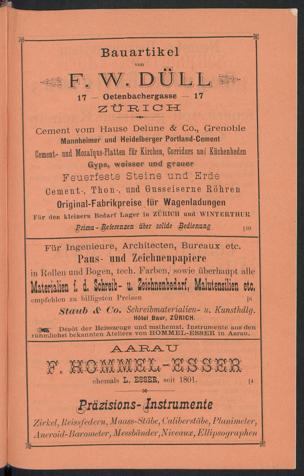 Bauartikel
von
F. W. DÜLL
17 — Oetenbachergasse — 17
ZÜRICH
Cement vom Hause Delune & Co., Grenoble
Mannheimer und Heidelberger Portland-Cement
Cement- und Mosaïque-Platten für Kirchen, Corridors und Küchenböden
Gyps, weisser und grauer
Feuerfeste Steine und Erde
Cement-, Thon-, und Gusseiserne Röhren
Original-Fabrikpreise für Wagenladungen
Für den kleinern Bedarf Lager in ZÜRICH und WINTERTHUR
Prima-Referenzen über solide Bedienung
Für Ingenieure, Architecten, Bureaux etc.
Paus- und Zeichnenpapiere
in Rollen und Bogen, tech. Farben, sowie überhaupt alle
Materialien f. d. Schreib- u. Zeichnenbedarf, Malutensilien etc.
empfehlen zu billigsten Preisen
Staub & Co. Schreibmaterialien- u. Kunsthdlg.
Hôtel Baur, ZÜRICH.
Dépôt der Reisszeuge und mathemat. Instrumente aus den
rühmlichst bekannten Ateliers von HOMMEL-ESSER in Aarau.
AARAU
F. HOMMEL-ESSER
ehemals L. ESSER, seit 1801. [4
Präzisions-Instrumente
Zirkel, Reissfedern, Maass-Stäbe, Caliberstäbe, Planimeter,
Aneroid-Barometer, Messbänder, Niveaux, Ellipsographen